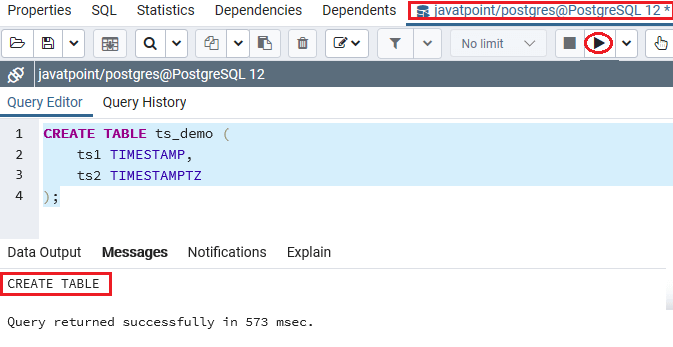 Properties SQL Statistics Dependencies Dependents javatpoint/postgres@PostgreSQL 12 *
No limit
javatpoint/postgres@PostgreSQL 12
Query Editor Query History
1 CREATE TABLE ts_demo (
2 ts1 TIMESTAMP,
3 ts2 TIMESTAMPTZ
4 );
Data Output Messages Notifications Explain
CREATE TABLE
Query returned successfully in 573 msec.